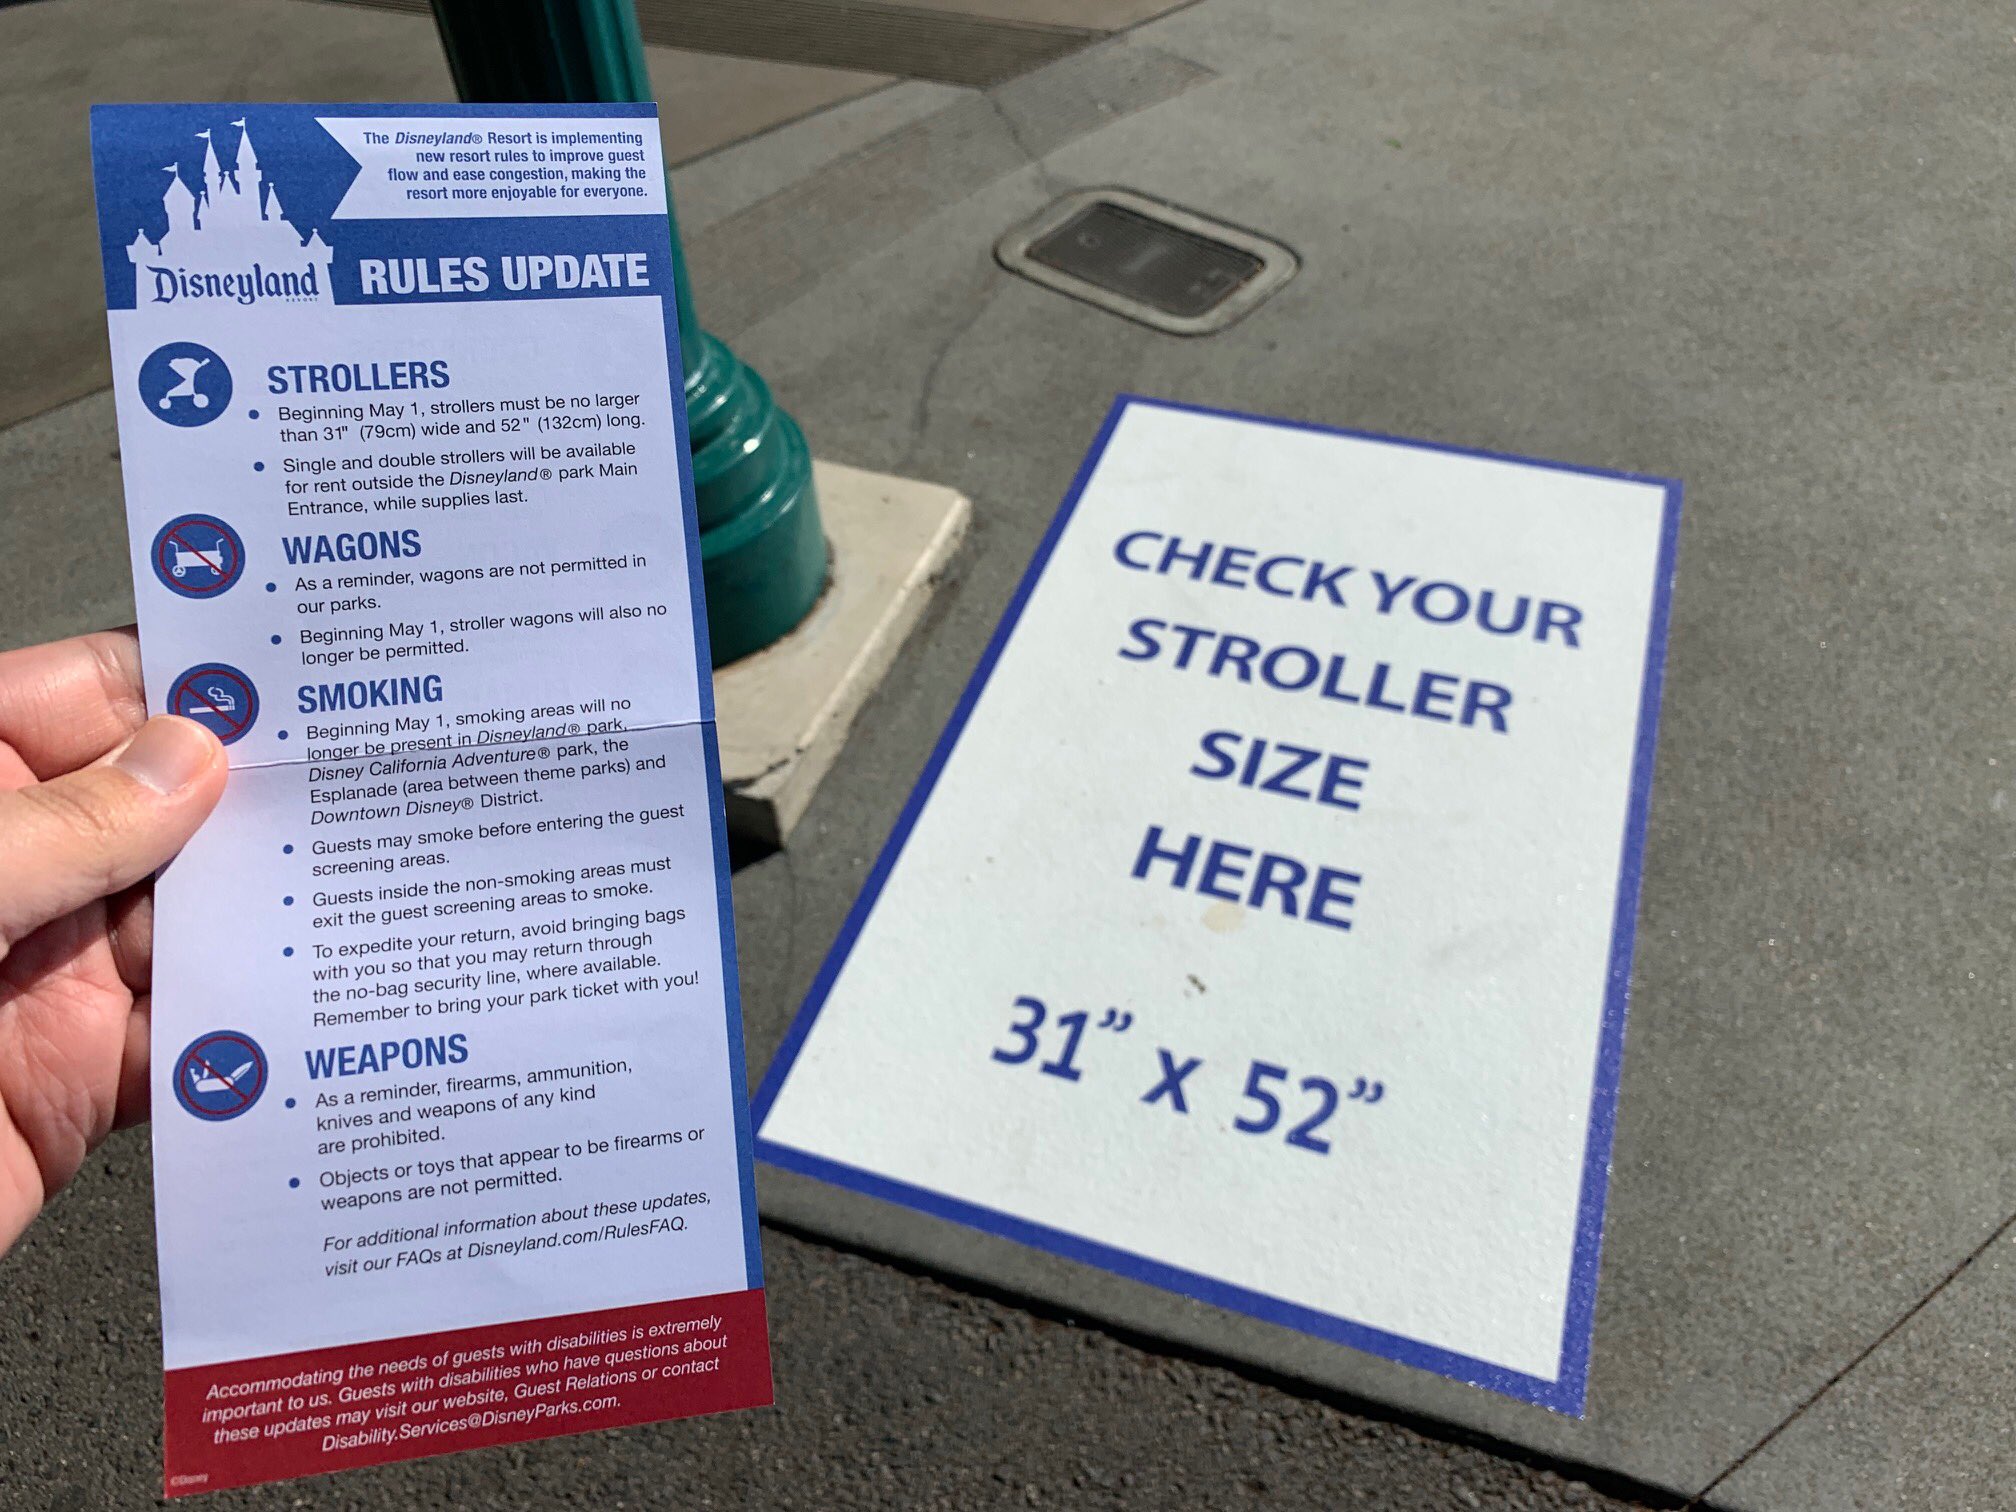 The Disneyland® Resort is implementing
new resort rules to improve guest
flow and ease congestion, making the
resort more enjoyable for everyone.
Disneyland
RESORT
RULES UPDATE
STROLLERS
• Beginning May 1, strollers must be no larger
than 31" (79cm) wide and 52" (132cm) long.
• Single and double strollers will be available
for rent outside the Disneyland® park Main
Entrance, while supplies last.
WAGONS
• As a reminder, wagons are not permitted in
our parks.
• Beginning May 1, stroller wagons will also no
longer be permitted.
SMOKING
• Beginning May 1, smoking areas will no
longer be present in Disneyland® park,
Disney California Adventure® park, the
Esplanade (area between theme parks) and
Downtown Disney® District.
• Guests may smoke before entering the guest
screening areas.
• Guests inside the non-smoking areas must
exit the guest screening areas to smoke.
• To expedite your return, avoid bringing bags
with you so that you may return through
the no-bag security line, where available.
Remember to bring your park ticket with you!
WEAPONS
• As a reminder, firearms, ammunition,
knives and weapons of any kind
are prohibited.
• Objects or toys that appear to be firearms or
weapons are not permitted.
For additional information about these updates,
visit our FAQs at Disneyland.com/RulesFAQ.
Accommodating the needs of guests with disabilities is extremely
important to us. Guests with disabilities who have questions about
these updates may visit our website, Guest Relations or contact
Disability.Services@DisneyParks.com.
©Disney
CHECK YOUR
STROLLER
SIZE
HERE
31” x 52”